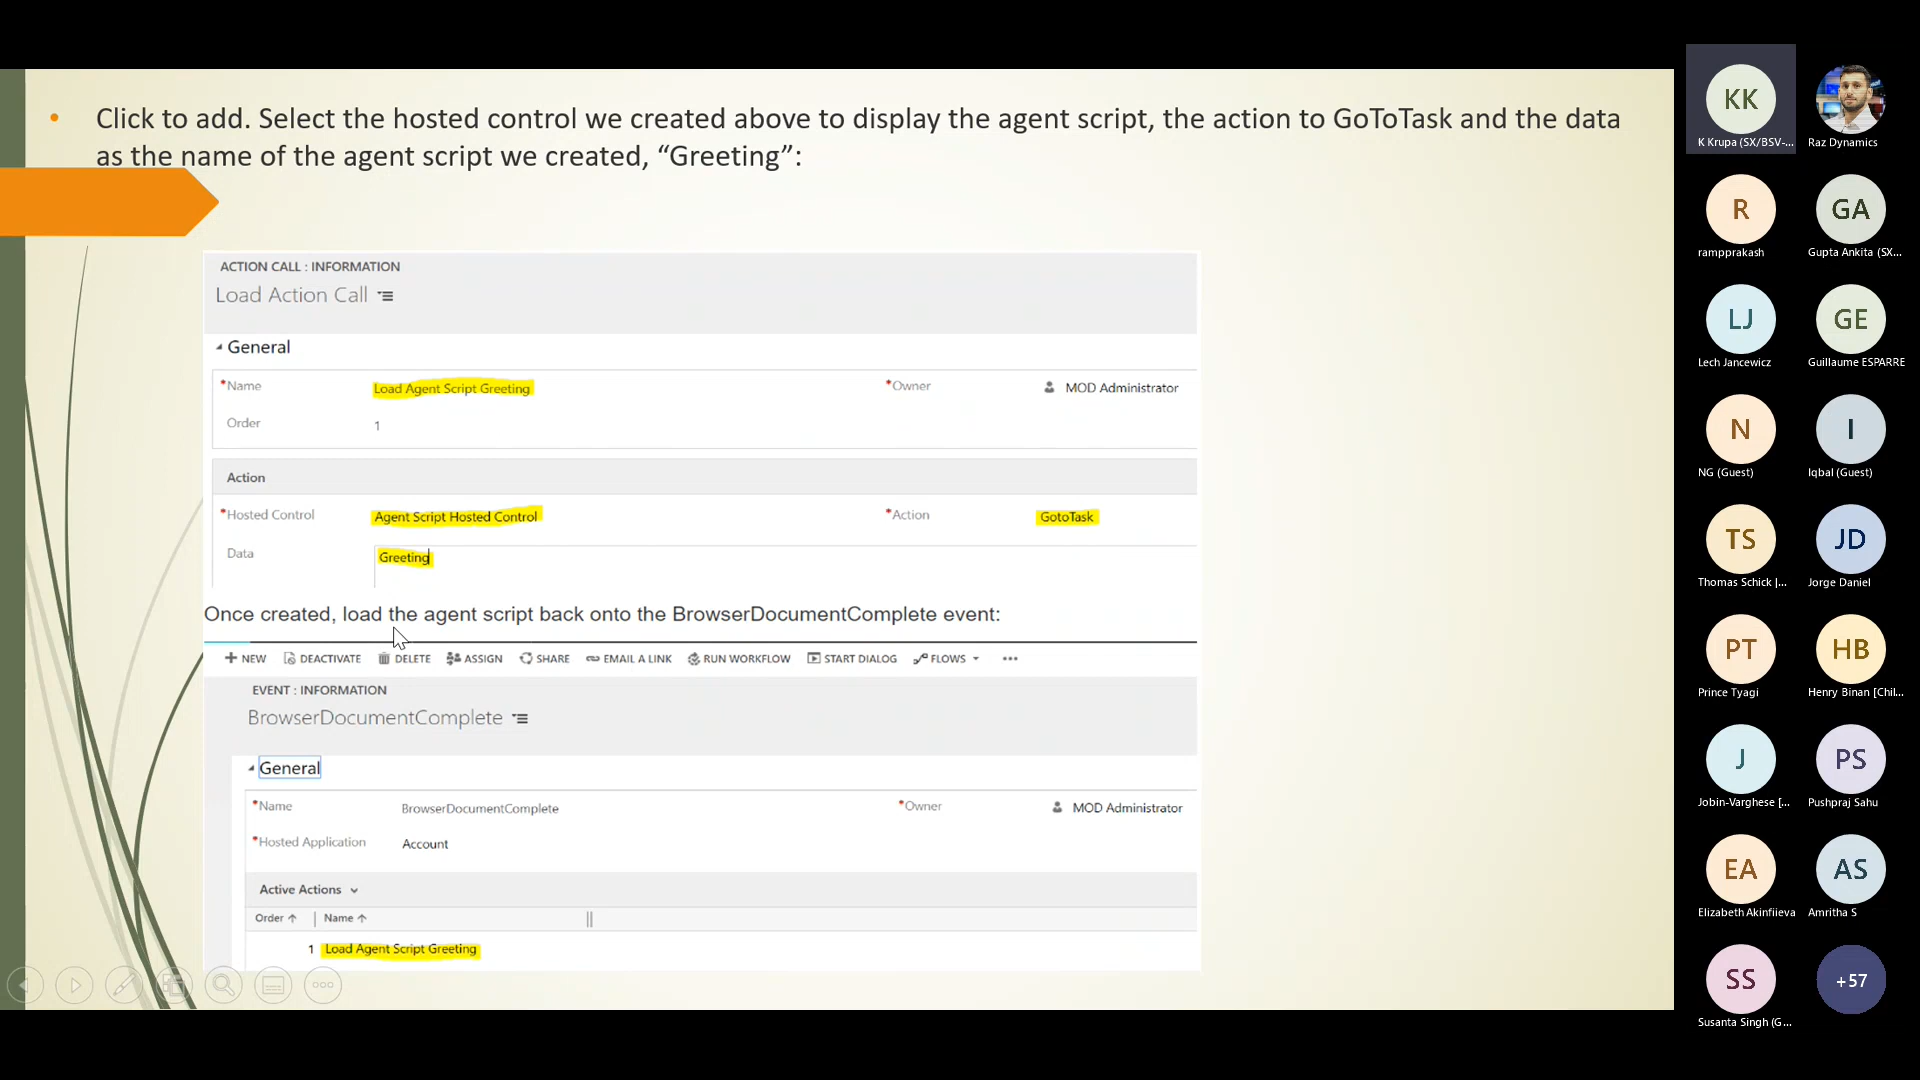 • Click to add. Select the hosted control we created above to display the agent script, the action to GoToTask and the data
as the name of the agent script we created, “Greeting”:
ACTION CALL : INFORMATION
Load Action Call
General
*Name Load Agent Script Greeting *Owner MOD Administrator
Order 1
Action
*Hosted Control Agent Script Hosted Control *Action GotoTask
Data Greeting
Once created, load the agent script back onto the BrowserDocumentComplete event:
+ NEW DEACTIVATE DELETE ASSIGN SHARE EMAIL A LINK RUN WORKFLOW START DIALOG FLOWS ...
EVENT : INFORMATION
BrowserDocumentComplete
General
*Name BrowserDocumentComplete *Owner MOD Administrator
*Hosted Application Account
Active Actions
Order ↑ Name ↑
1 Load Agent Script Greeting
KK
K Krupa (SX/BSV-... Raz Dynamics
R GA
rampprakash Gupta Ankita (SX...
LJ GE
Lech Jancewicz Guillaume ESPARRE
N I
NG (Guest) Iqbal (Guest)
TS JD
Thomas Schick |... Jorge Daniel
PT HB
Prince Tyagi Henry Binan [Chil...
J PS
Jobin-Varghese [... Pushpraj Sahu
EA AS
Elizabeth Akinfiieva Amritha S
SS +57
Susanta Singh (G...